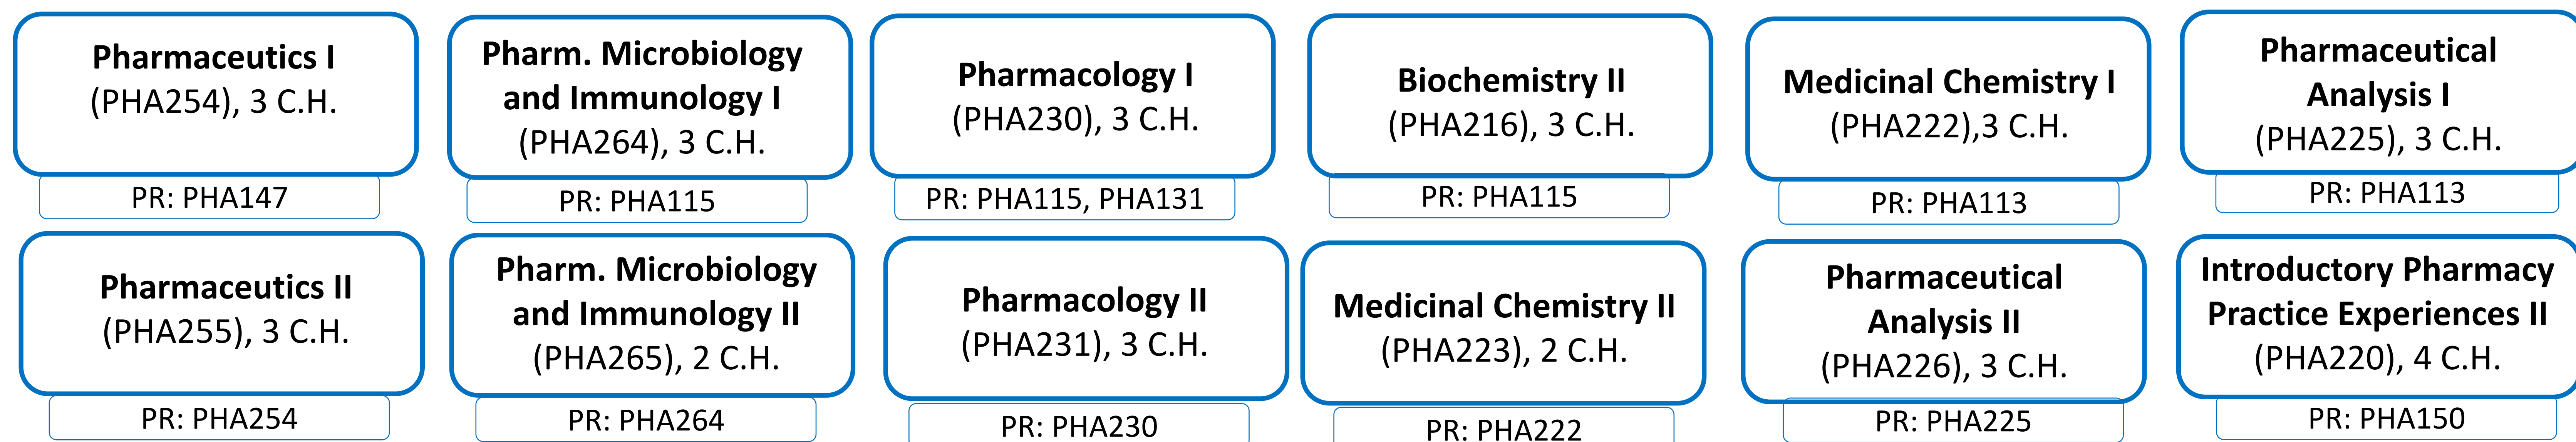 Pharmaceutics I
(PHA254), 3 C.H.
PR: PHA147
Pharm. Microbiology
and Immunology I
(PHA264), 3 C.H.
PR: PHA115
Pharmacology I
(PHA230), 3 C.H.
PR: PHA115, PHA131
Biochemistry II
(PHA216), 3 C.H.
PR: PHA115
Medicinal Chemistry I
(PHA222),3 C.H.
PR: PHA113
Pharmaceutical
Analysis I
(PHA225), 3 C.H.
PR: PHA113
Pharmaceutics II
(PHA255), 3 C.H.
PR: PHA254
Pharm. Microbiology
and Immunology II
(PHA265), 2 C.H.
PR: PHA264
Pharmacology II
(PHA231), 3 C.H.
PR: PHA230
Medicinal Chemistry II
(PHA223), 2 C.H.
PR: PHA222
Pharmaceutical
Analysis II
(PHA226), 3 C.H.
PR: PHA225
Introductory Pharmacy
Practice Experiences II
(PHA220), 4 C.H.
PR: PHA150